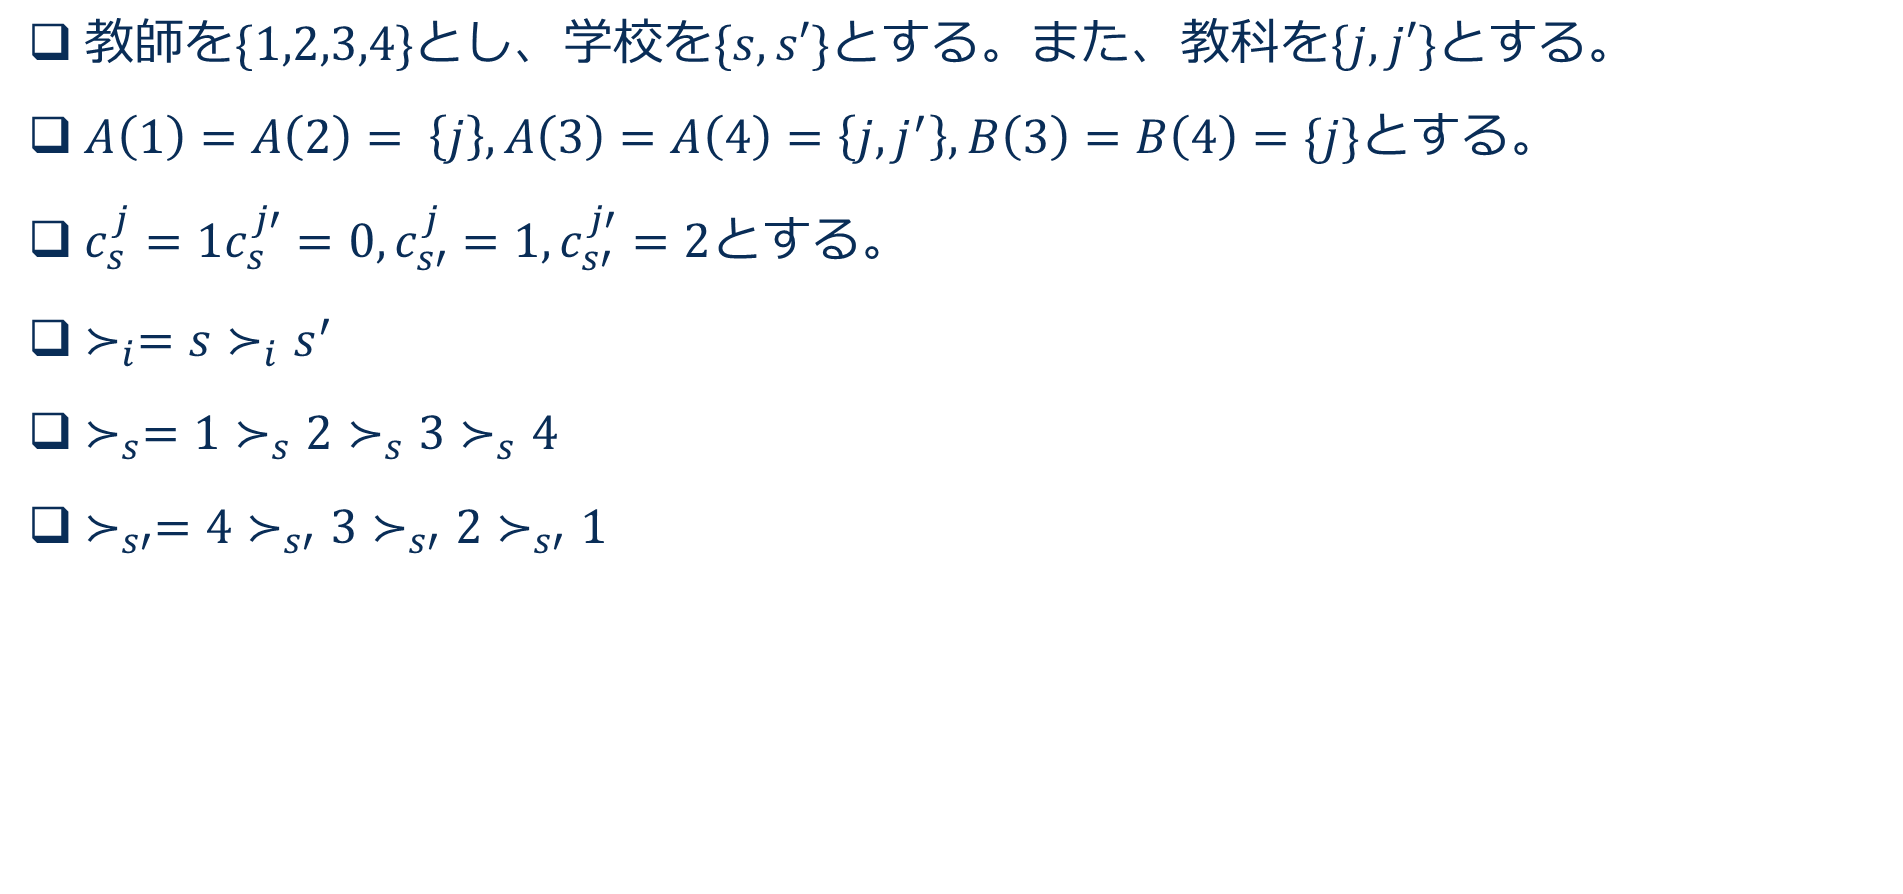 ❑ 教師を{1,2,3,4}とし、学校を{s, s′}とする。また、教科を{j, j′}とする。
❑ A(1) = A(2) = {j}, A(3) = A(4) = {j, j′}, B(3) = B(4) = {j}とする。
❑ c_s^j = 1c_s^{j′} = 0, c_{s′}^j = 1, c_{s′}^{j′} = 2とする。
❑ ≻_i= s ≻_i s′
❑ ≻_s= 1 ≻_s 2 ≻_s 3 ≻_s 4
❑ ≻_{s′}= 4 ≻_{s′} 3 ≻_{s′} 2 ≻_{s′} 1